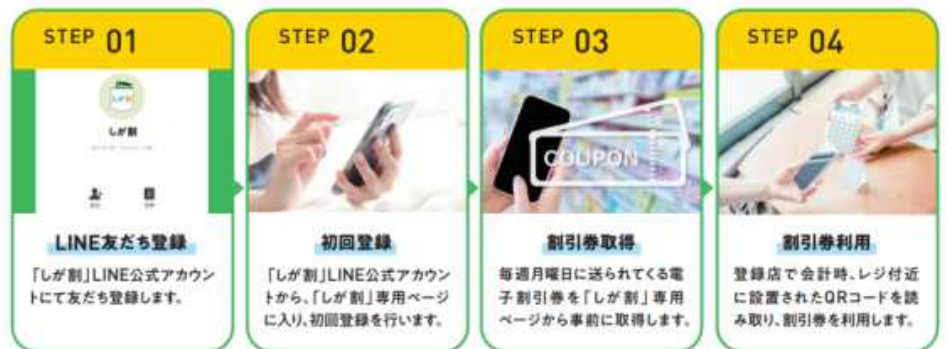 STEP 01
しが割
LINE友だち登録
「しが割」LINE公式アカウン
トにて友だち登録します。
STEP 02
初回登録
「しが割」LINE公式アカウン
トから、「しが割」専用ページ
に入り、初回登録を行います。
STEP 03
COUPON
割引券取得
毎週月曜日に送られてくる電
子割引券を「しが割」専用
ページから事前に取得します。
STEP 04
割引券利用
登録店で会計時、レジ付近
に設置されたQRコードを読
み取り、割引券を利用します。